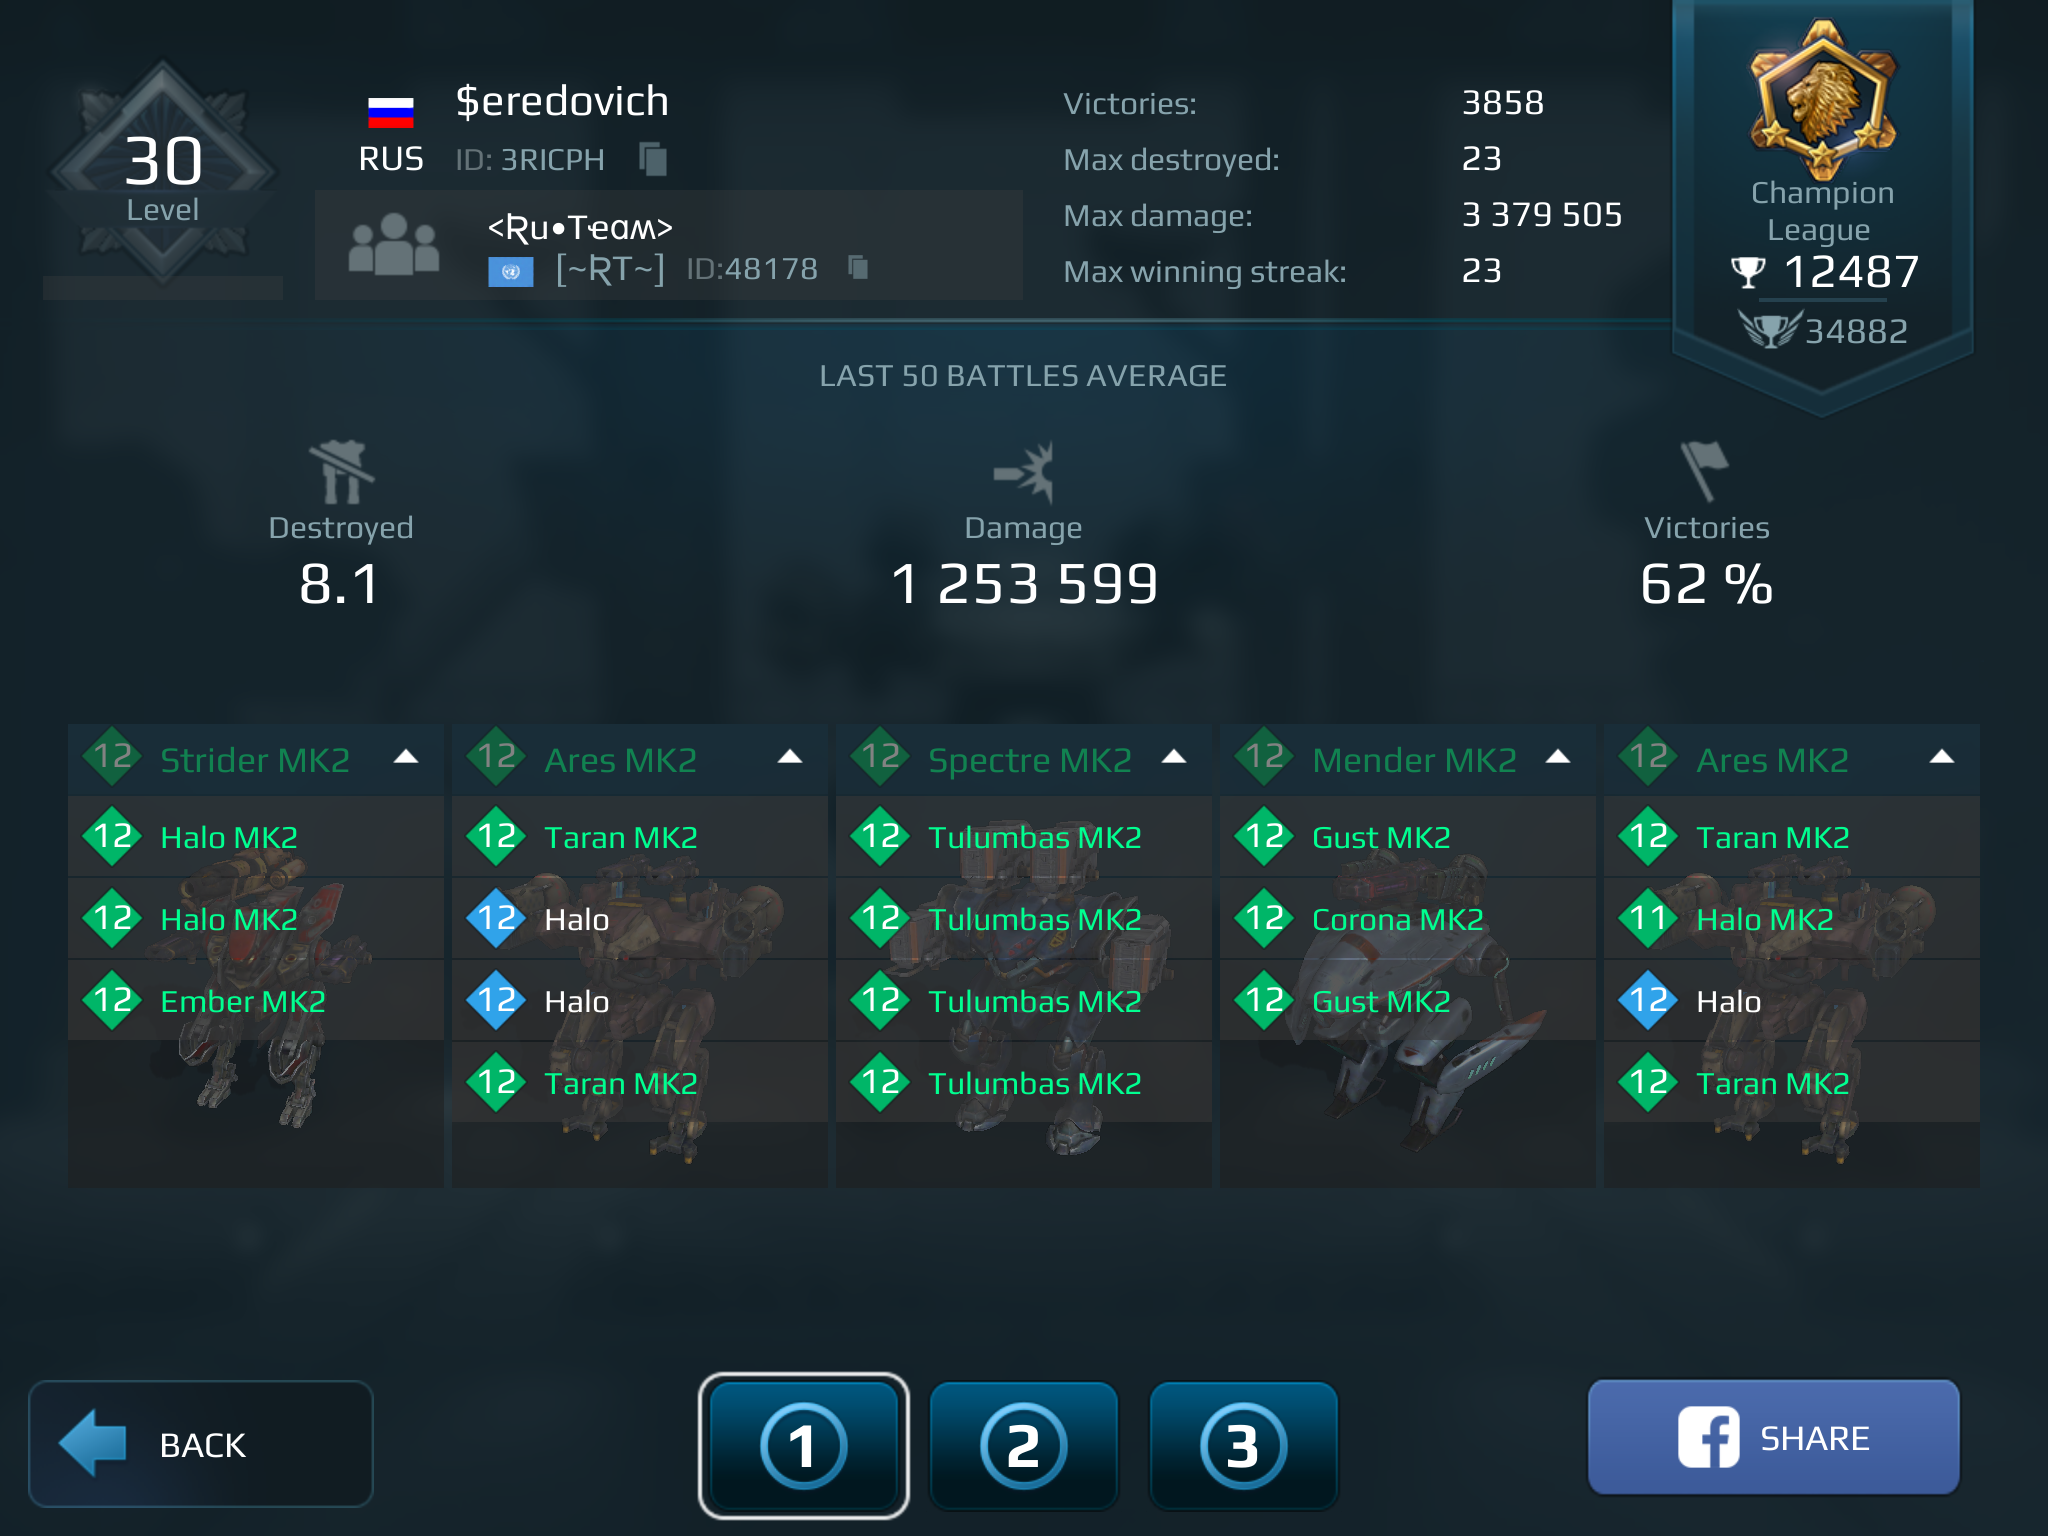 30
Level
RUS
$eredovich
ID: 3RICPH
<Ʀu•Tҽαʍ>
[~ƦT~] ID:48178
Victories: 3858
Max destroyed: 23
Max damage: 3 379 505
Max winning streak: 23
Champion
League
12487
34882
LAST 50 BATTLES AVERAGE
Destroyed
8.1
Damage
1 253 599
Victories
62 %
12 Strider MK2
12 Halo MK2
12 Halo MK2
12 Ember MK2
12 Ares MK2
12 Taran MK2
12 Halo
12 Halo
12 Taran MK2
12 Spectre MK2
12 Tulumbas MK2
12 Tulumbas MK2
12 Tulumbas MK2
12 Tulumbas MK2
12 Mender MK2
12 Gust MK2
12 Corona MK2
12 Gust MK2
12 Ares MK2
12 Taran MK2
11 Halo MK2
12 Halo
12 Taran MK2
BACK
1
2
3
SHARE